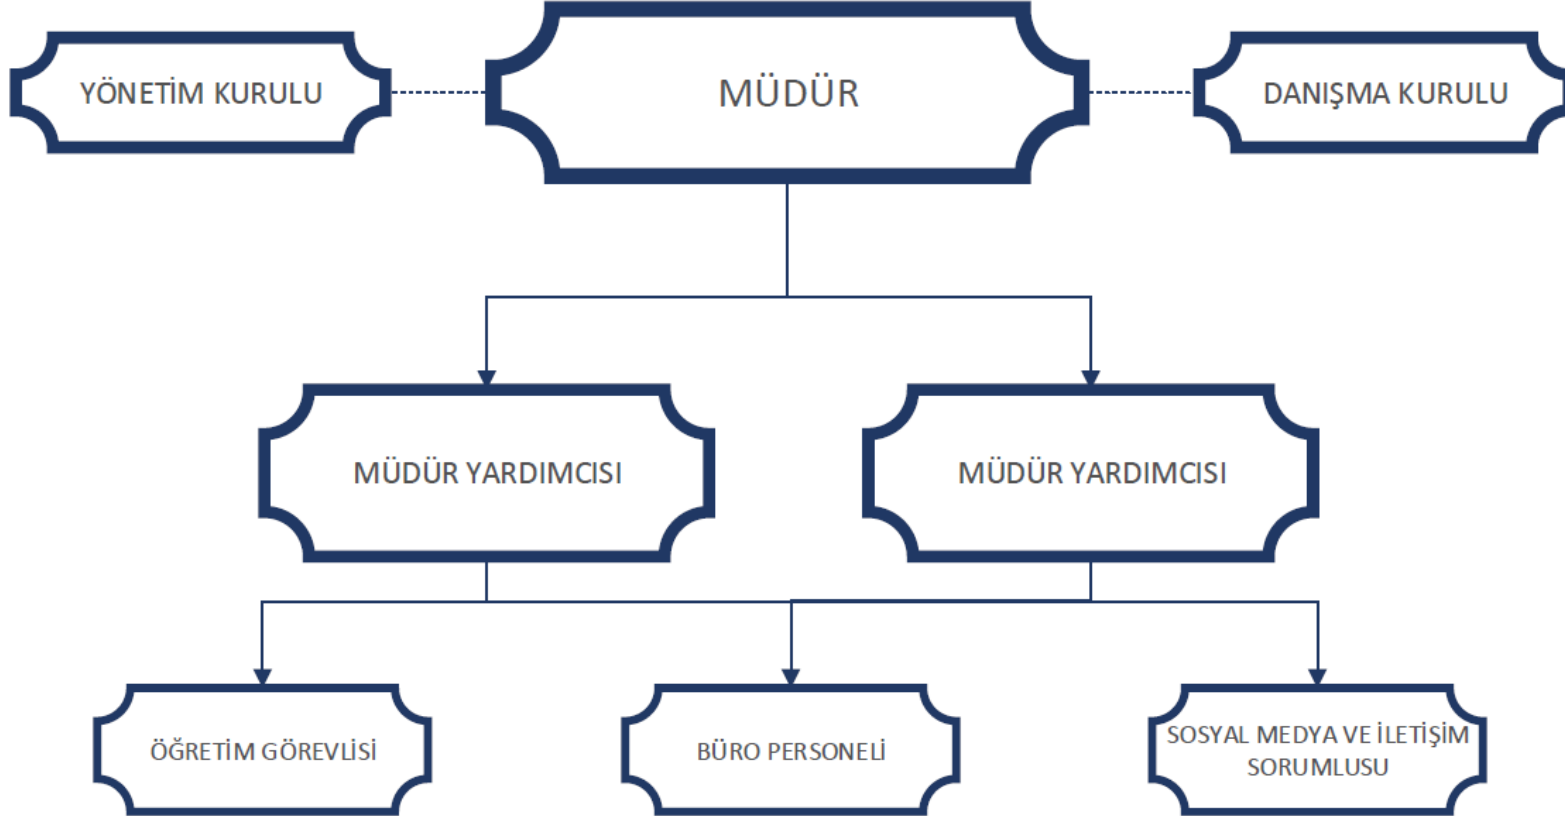 YÖNETİM KURULU
MÜDÜR
DANIŞMA KURULU
MÜDÜR YARDIMCISI
MÜDÜR YARDIMCISI
ÖĞRETİM GÖREVLİSİ
BÜRO PERSONELİ
SOSYAL MEDYA VE İLETİŞİM
SORUMLUSU